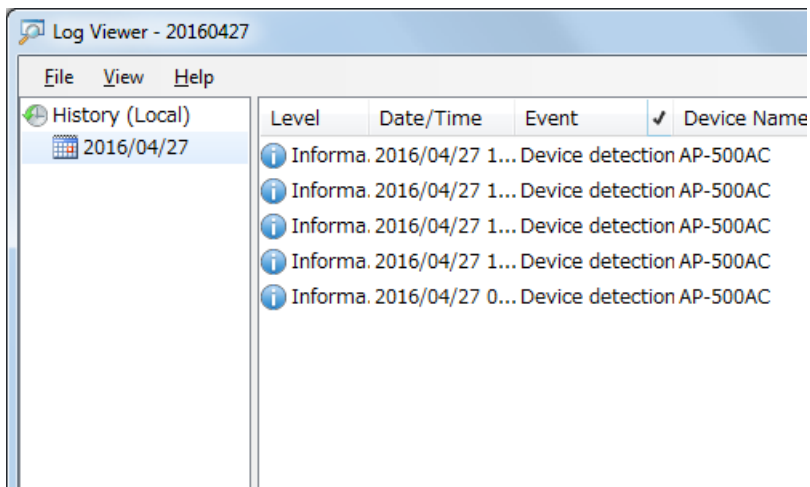 Log Viewer - 20160427
File View Help
History (Local)
2016/04/27
Level Date/Time Event ✓ Device Name
Informa. 2016/04/27 1... Device detection AP-500AC
Informa. 2016/04/27 1... Device detection AP-500AC
Informa. 2016/04/27 1... Device detection AP-500AC
Informa. 2016/04/27 1... Device detection AP-500AC
Informa. 2016/04/27 0... Device detection AP-500AC